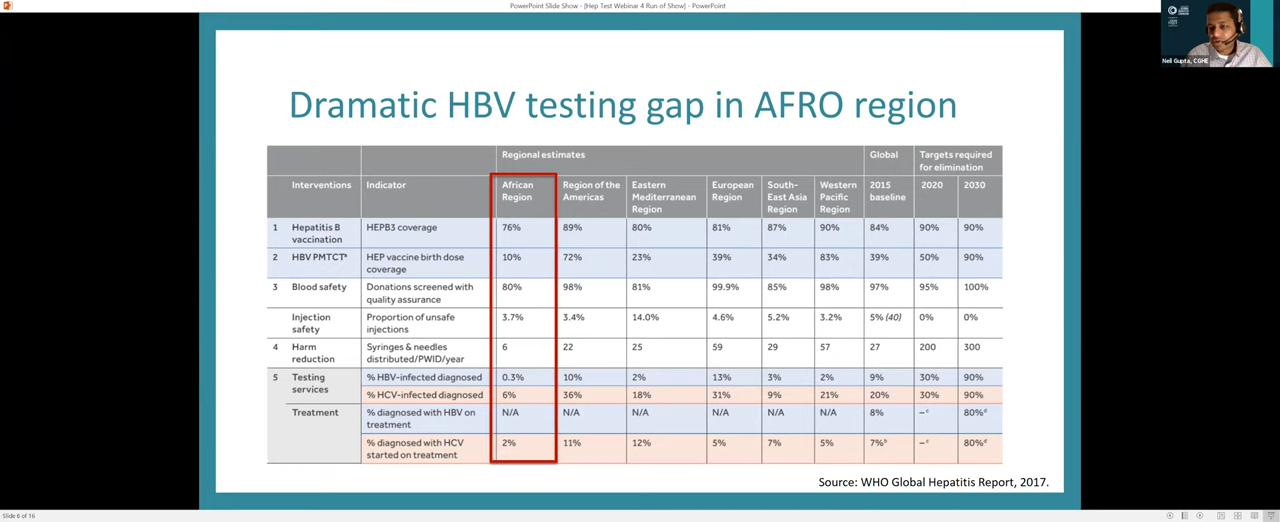 PowerPoint Slide Show - [Hep Test Webinar 4 Run of Show] - PowerPoint
Neil Gupta, CGHE
Dramatic HBV testing gap in AFRO region
Regional estimates Global Targets required for elimination
Interventions Indicator African Region Region of the Americas Eastern Mediterranean Region European Region South-East Asia Region Western Pacific Region 2015 baseline 2020 2030
1 Hepatitis B vaccination HEPB3 coverage 76% 89% 80% 81% 87% 90% 84% 90% 90%
2 HBV PMTCTᵃ HEP vaccine birth dose coverage 10% 72% 23% 39% 34% 83% 39% 50% 90%
3 Blood safety Donations screened with quality assurance 80% 98% 81% 99.9% 85% 98% 97% 95% 100%
Injection safety Proportion of unsafe injections 3.7% 3.4% 14.0% 4.6% 5.2% 3.2% 5% (40) 0% 0%
4 Harm reduction Syringes & needles distributed/PWID/year 6 22 25 59 29 57 27 200 300
5 Testing services % HBV-infected diagnosed 0.3% 10% 2% 13% 3% 2% 9% 30% 90%
% HCV-infected diagnosed 6% 36% 18% 31% 9% 21% 20% 30% 90%
Treatment % diagnosed with HBV on treatment N/A N/A N/A N/A N/A N/A 8% –ᶜ 80%ᵈ
% diagnosed with HCV started on treatment 2% 11% 12% 5% 7% 5% 7%ᵇ –ᶜ 80%ᵈ
Source: WHO Global Hepatitis Report, 2017.
Slide 6 of 16